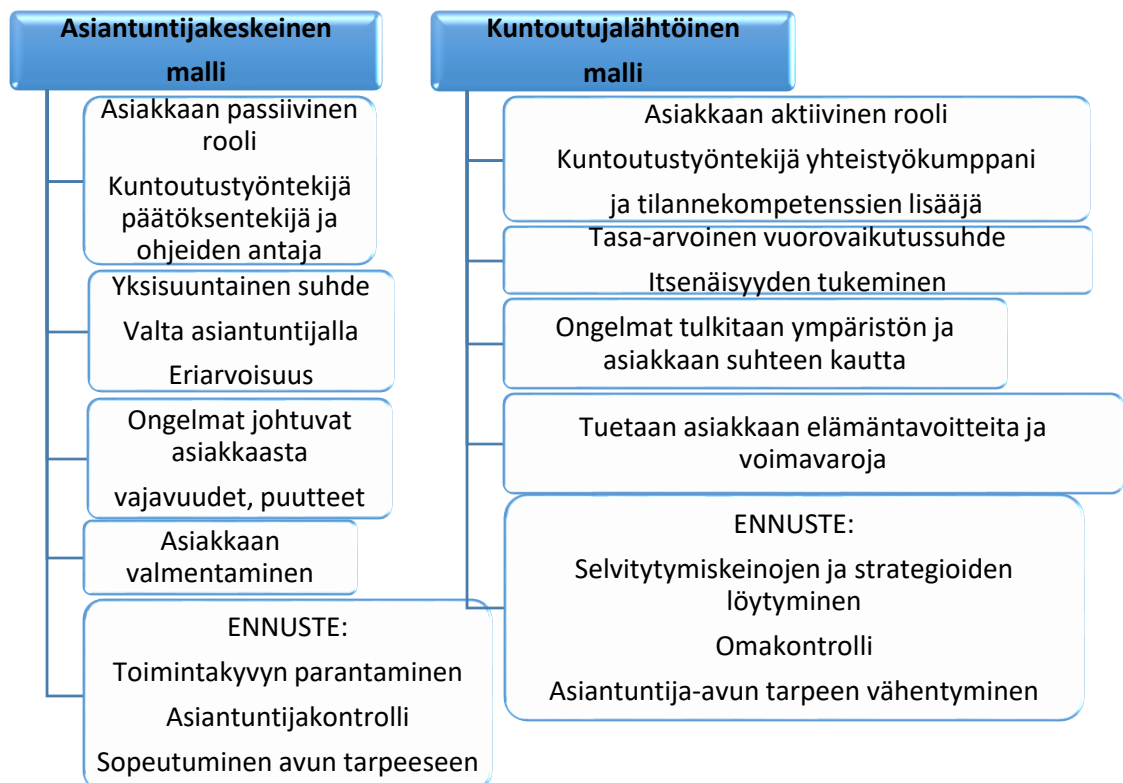 Asiantuntijakeskeinen
malli
Asiakkaan passiivinen
rooli
Kuntoutustyöntekijä
päätöksentekijä ja
ohjeiden antaja
Yksisuuntainen suhde
Valta asiantuntijalla
Eriarvoisuus
Ongelmat johtuvat
asiakkaasta
vajavuudet, puutteet
Asiakkaan
valmentaminen
ENNUSTE:
Toimintakyvyn parantaminen
Asiantuntijakontrolli
Sopeutuminen avun tarpeeseen
Kuntoutujalähtöinen
malli
Asiakkaan aktiivinen rooli
Kuntoutustyöntekijä yhteistyökumppani
ja tilannekompetenssien lisääjä
Tasa-arvoinen vuorovaikutussuhde
Itsenäisyyden tukeminen
Ongelmat tulkitaan ympäristön ja
asiakkaan suhteen kautta
Tuetaan asiakkaan elämäntavoitteita ja
voimavaroja
ENNUSTE:
Selvitytymiskeinojen ja strategioiden
löytyminen
Omakontrolli
Asiantuntija-avun tarpeen vähentyminen